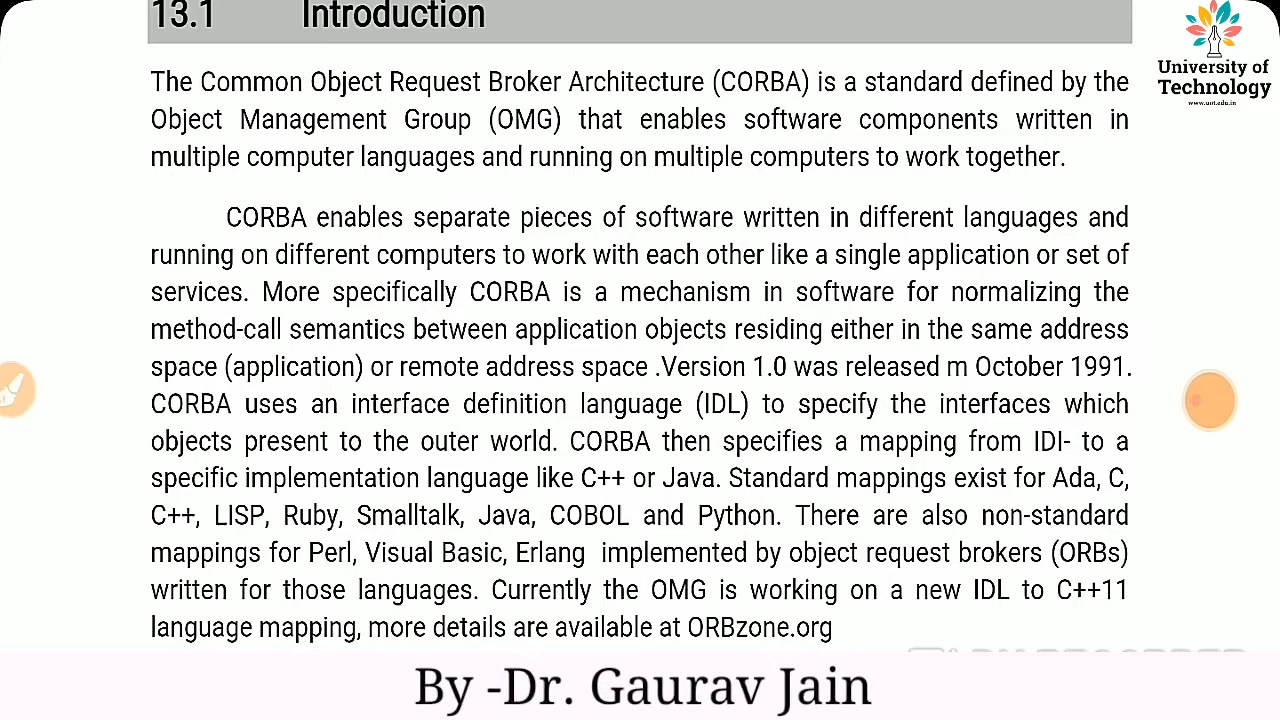 13.1 Introduction
University of
Technology
www.uot.edu.in
The Common Object Request Broker Architecture (CORBA) is a standard defined by the
Object Management Group (OMG) that enables software components written in
multiple computer languages and running on multiple computers to work together.
CORBA enables separate pieces of software written in different languages and
running on different computers to work with each other like a single application or set of
services. More specifically CORBA is a mechanism in software for normalizing the
method-call semantics between application objects residing either in the same address
space (application) or remote address space .Version 1.0 was released m October 1991.
CORBA uses an interface definition language (IDL) to specify the interfaces which
objects present to the outer world. CORBA then specifies a mapping from IDI- to a
specific implementation language like C++ or Java. Standard mappings exist for Ada, C,
C++, LISP, Ruby, Smalltalk, Java, COBOL and Python. There are also non-standard
mappings for Perl, Visual Basic, Erlang implemented by object request brokers (ORBs)
written for those languages. Currently the OMG is working on a new IDL to C++11
language mapping, more details are available at ORBzone.org
By -Dr. Gaurav Jain